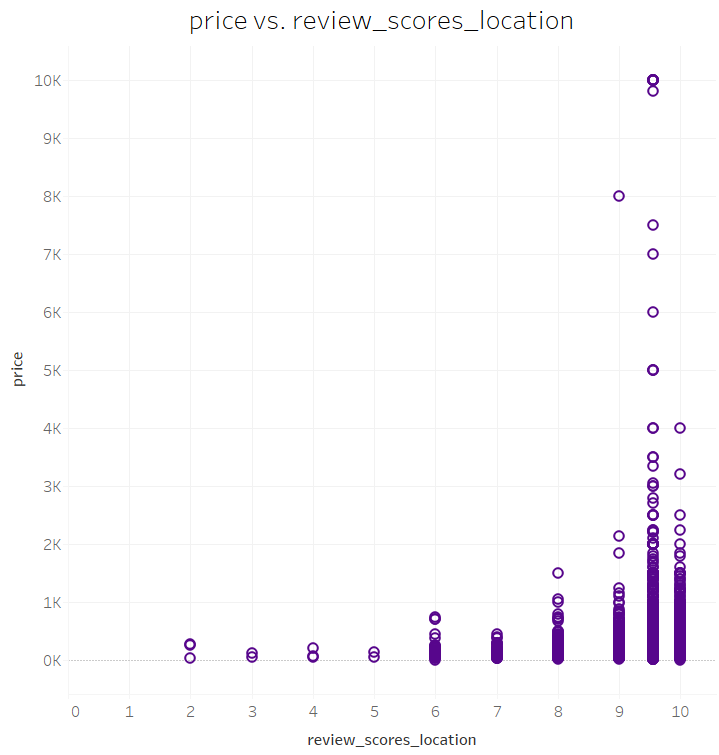 price vs. review_scores_location
10K
9K
8K
7K
6K
5K
4K
3K
2K
1K
0K
price
0 1 2 3 4 5 6 7 8 9 10
review_scores_location